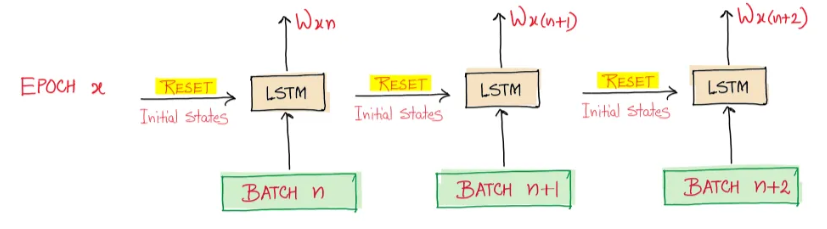 Wxn
Wx(n+1)
Wx(n+2)
EPOCH x
RESET
Initial States
LSTM
RESET
Initial States
LSTM
RESET
Initial States
LSTM
BATCH n
BATCH n+1
BATCH n+2